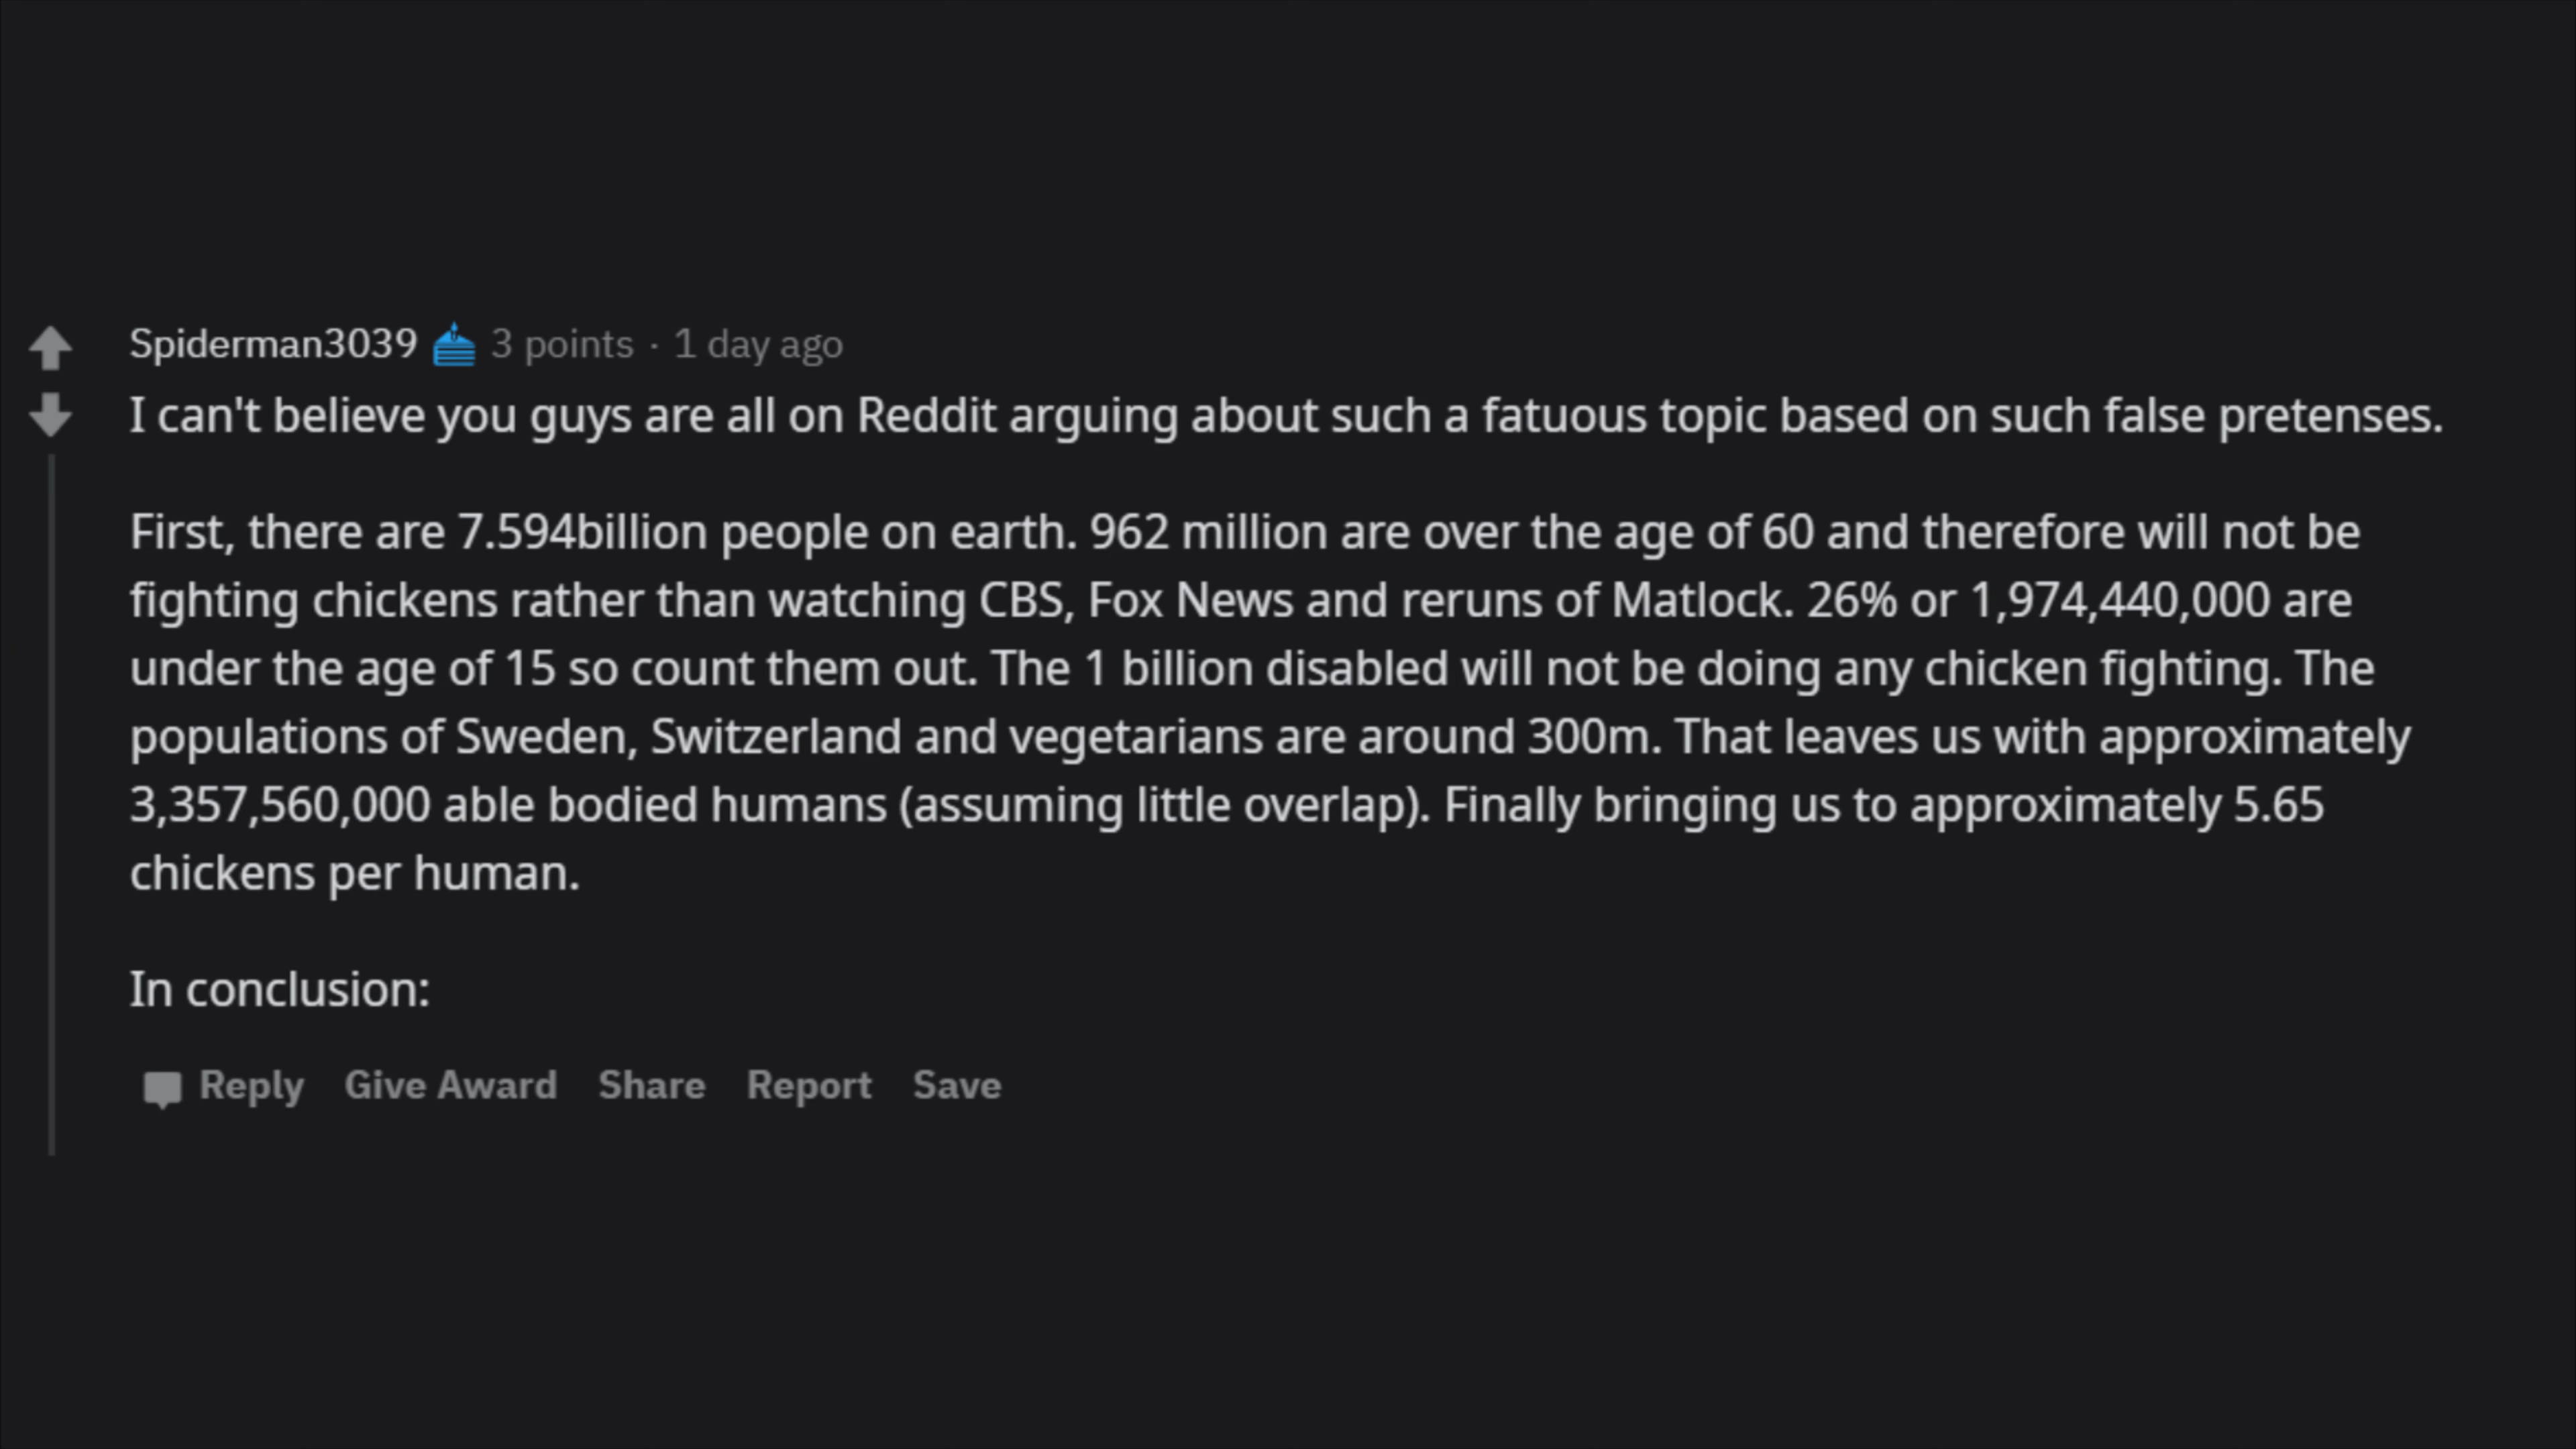 Spiderman3039 3 points · 1 day ago
I can't believe you guys are all on Reddit arguing about such a fatuous topic based on such false pretenses.
First, there are 7.594billion people on earth. 962 million are over the age of 60 and therefore will not be
fighting chickens rather than watching CBS, Fox News and reruns of Matlock. 26% or 1,974,440,000 are
under the age of 15 so count them out. The 1 billion disabled will not be doing any chicken fighting. The
populations of Sweden, Switzerland and vegetarians are around 300m. That leaves us with approximately
3,357,560,000 able bodied humans (assuming little overlap). Finally bringing us to approximately 5.65
chickens per human.
In conclusion:
Reply Give Award Share Report Save